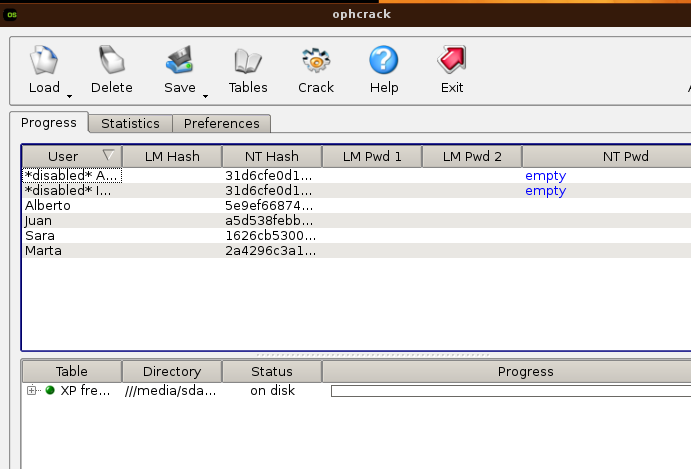 OS ophcrack
Load Delete Save Tables Crack Help Exit
Progress Statistics Preferences
User LM Hash NT Hash LM Pwd 1 LM Pwd 2 NT Pwd
*disabled* A... 31d6cfe0d1... empty
*disabled* I... 31d6cfe0d1... empty
Alberto 5e9ef66874...
Juan a5d538febb...
Sara 1626cb5300...
Marta 2a4296c3a1...
Table Directory Status Progress
XP fre... ///media/sda... on disk